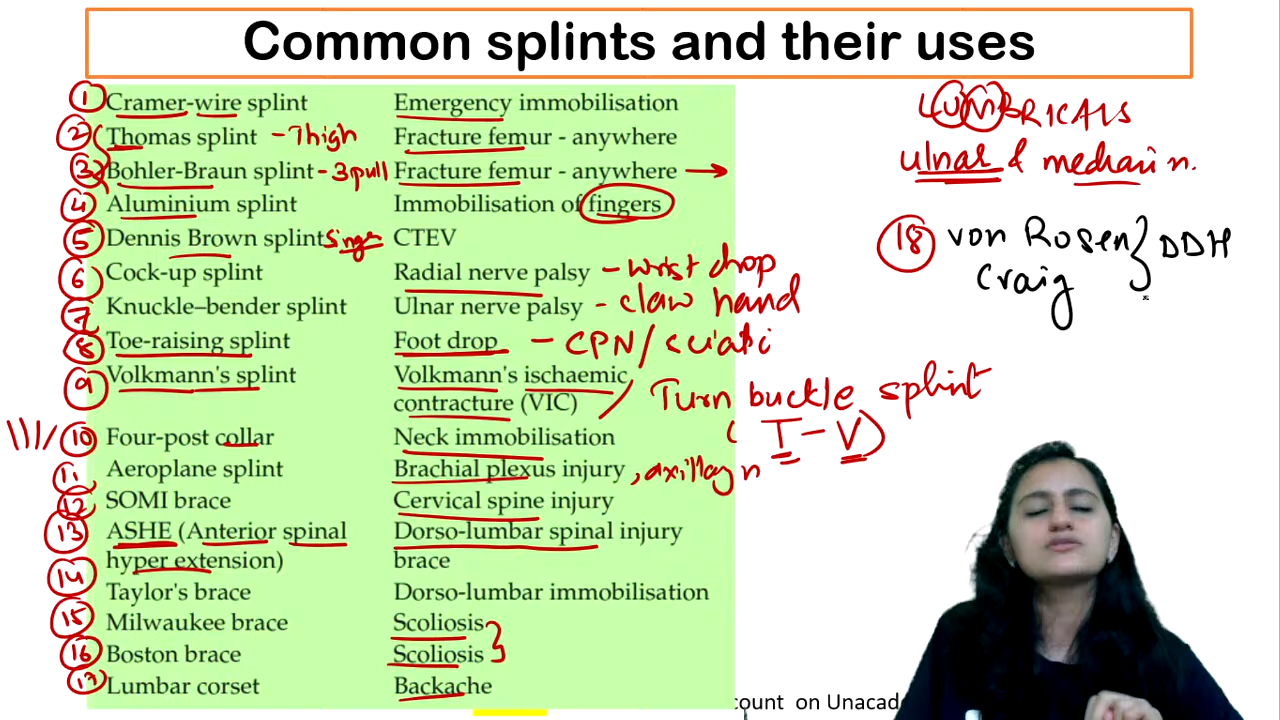 Common splints and their uses
1 Cramer-wire splint Emergency immobilisation
2 Thomas splint - Thigh Fracture femur - anywhere
3 Bohler-Braun splint - 3 pull Fracture femur - anywhere →
4 Aluminium splint Immobilisation of fingers
5 Dennis Brown splint CTEV
6 Cock-up splint Radial nerve palsy - wrist drop
7 Knuckle–bender splint Ulnar nerve palsy - claw hand
8 Toe-raising splint Foot drop - CPN/sciati
9 Volkmann's splint Volkmann's ischaemic
contracture (VIC) / Turn buckle splint
(T - V)
10 Four-post collar Neck immobilisation
11 Aeroplane splint Brachial plexus injury, axillary n
12 SOMI brace Cervical spine injury
13 ASHE (Anterior spinal Dorso-lumbar spinal injury
hyper extension) brace
14 Taylor's brace Dorso-lumbar immobilisation
15 Milwaukee brace Scoliosis
16 Boston brace Scoliosis
17 Lumbar corset Backache
LUMBRICALS
ulnar & median n.
18 von Rosen } DDH
Craig
count on Unacad